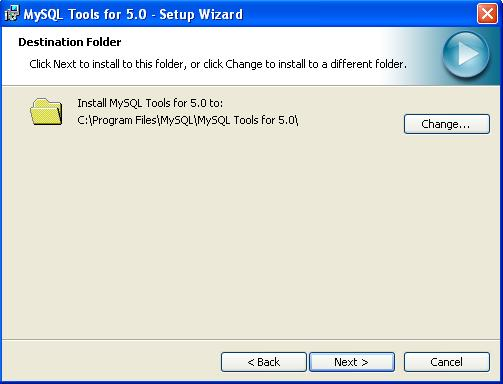 MySQL Tools for 5.0 - Setup Wizard
Destination Folder
Click Next to install to this folder, or click Change to install to a different folder.
Install MySQL Tools for 5.0 to:
C:\Program Files\MySQL\MySQL Tools for 5.0\
Change...
< Back
Next >
Cancel